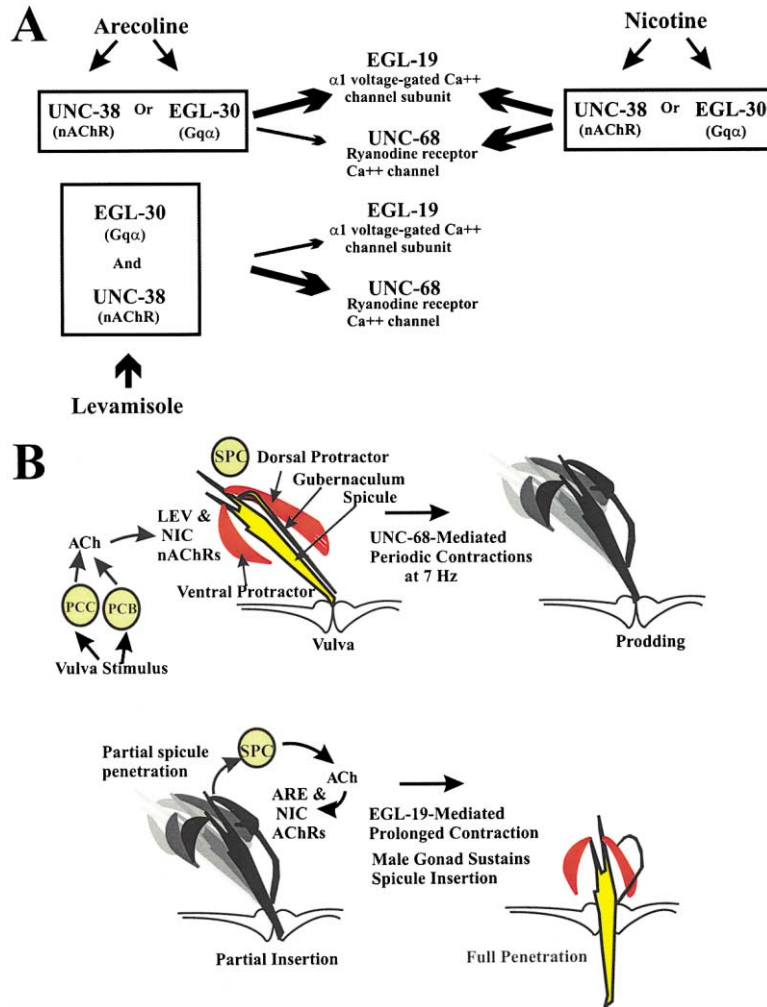 A
Arecoline
Nicotine
UNC-38 Or EGL-30
(nAChR) (Gqα)
EGL-19
α1 voltage-gated Ca++
channel subunit
UNC-68
Ryanodine receptor
Ca++ channel
UNC-38 Or EGL-30
(nAChR) (Gqα)
EGL-30
(Gqα)
And
UNC-38
(nAChR)
EGL-19
α1 voltage-gated Ca++
channel subunit
UNC-68
Ryanodine receptor
Ca++ channel
Levamisole
B
SPC
Dorsal Protractor
Gubernaculum
Spicule
LEV &
NIC
nAChRs
ACh
Ventral Protractor
PCC
PCB
Vulva Stimulus
Vulva
UNC-68-Mediated
Periodic Contractions
at 7 Hz
Prodding
Partial spicule
penetration
SPC
ACh
ARE &
NIC
AChRs
EGL-19-Mediated
Prolonged Contraction
Male Gonad Sustains
Spicule Insertion
Partial Insertion
Full Penetration